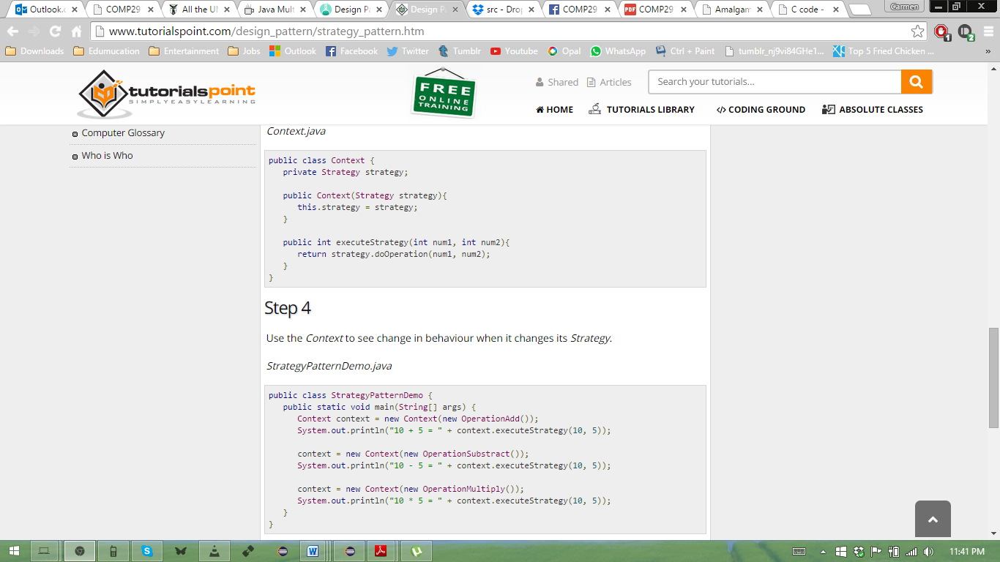 Outlook.c
COMP29
All the UI
Java Mult
Design Pa
Design Pa
src - Drop
COMP29
COMP29
Amalgam
C code -
Carmen
www.tutorialspoint.com/design_pattern/strategy_pattern.htm
1
2
Downloads
Edumucation
Entertainment
Jobs
Outlook
Facebook
Twitter
Tumblr
Youtube
Opal
WhatsApp
Ctrl + Paint
tumblr_nj9vi84GHe1...
Top 5 Fried Chicken ...
»
tutorialspoint
SIMPLYEASYLEARNING
FREE
ONLINE
TRAINING
Shared
Articles
Search your tutorials...
HOME
TUTORIALS LIBRARY
</> CODING GROUND
ABSOLUTE CLASSES
Computer Glossary
Who is Who
Context.java
public class Context {
   private Strategy strategy;

   public Context(Strategy strategy){
      this.strategy = strategy;
   }

   public int executeStrategy(int num1, int num2){
      return strategy.doOperation(num1, num2);
   }
}
Step 4
Use the Context to see change in behaviour when it changes its Strategy.
StrategyPatternDemo.java
public class StrategyPatternDemo {
   public static void main(String[] args) {
      Context context = new Context(new OperationAdd());
      System.out.println("10 + 5 = " + context.executeStrategy(10, 5));

      context = new Context(new OperationSubstract());
      System.out.println("10 - 5 = " + context.executeStrategy(10, 5));

      context = new Context(new OperationMultiply());
      System.out.println("10 * 5 = " + context.executeStrategy(10, 5));
   }
}
11:41 PM